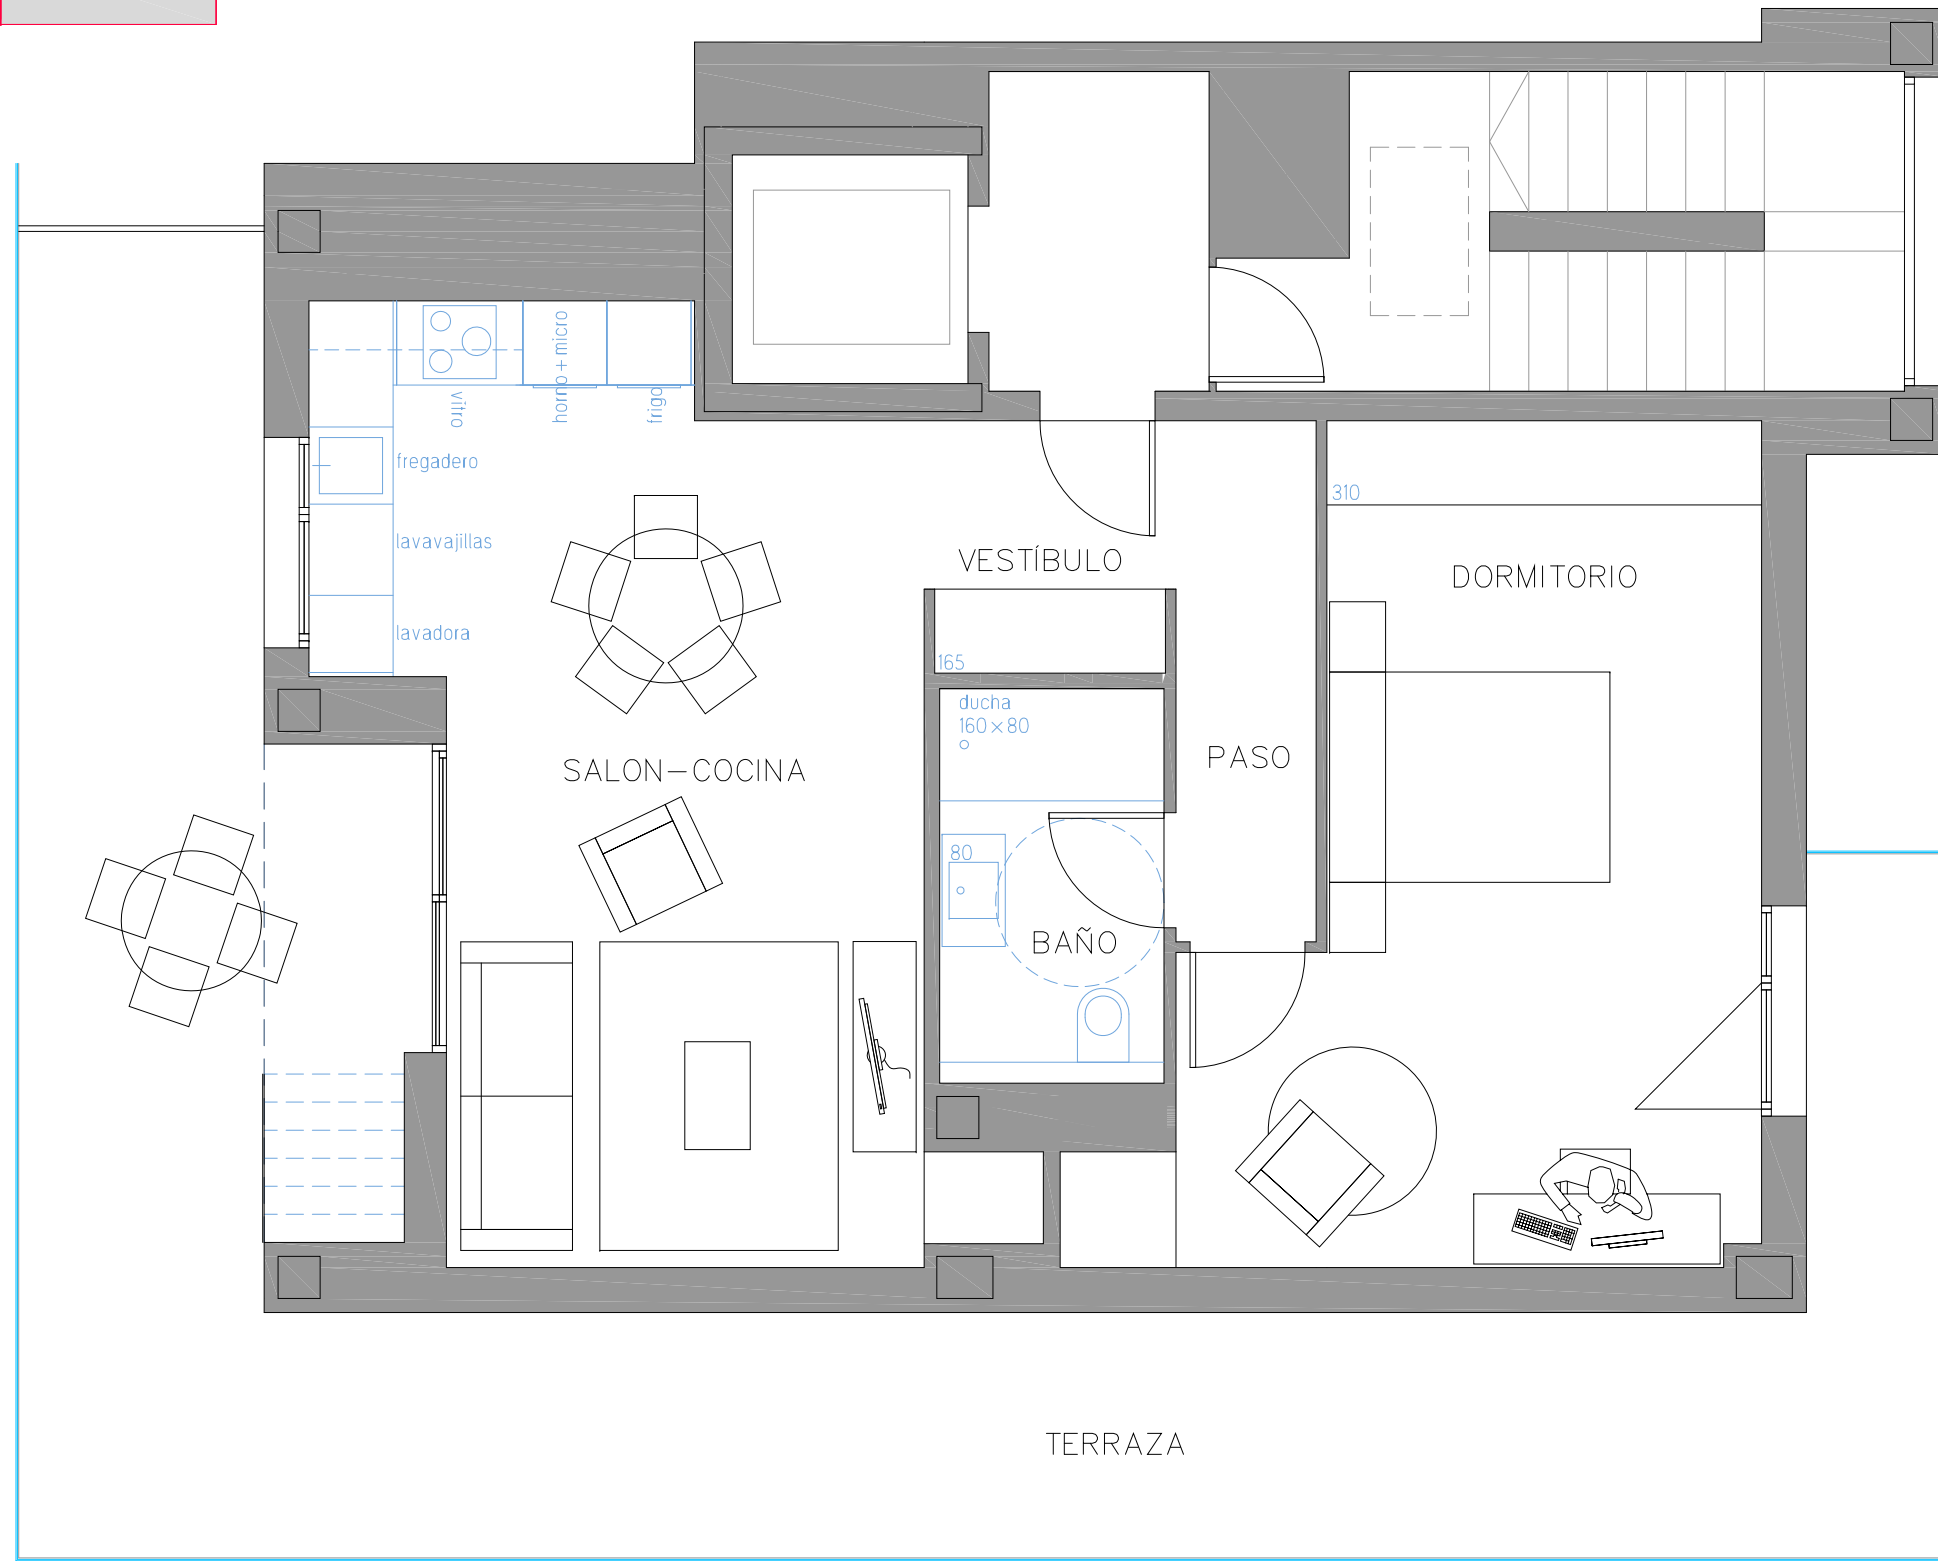 horno+micro
vitro
frigo
fregadero
310
lavavajillas
VESTÍBULO
DORMITORIO
lavadora
165
ducha
160×80
PASO
SALON-COCINA
80
BAÑO
TERRAZA